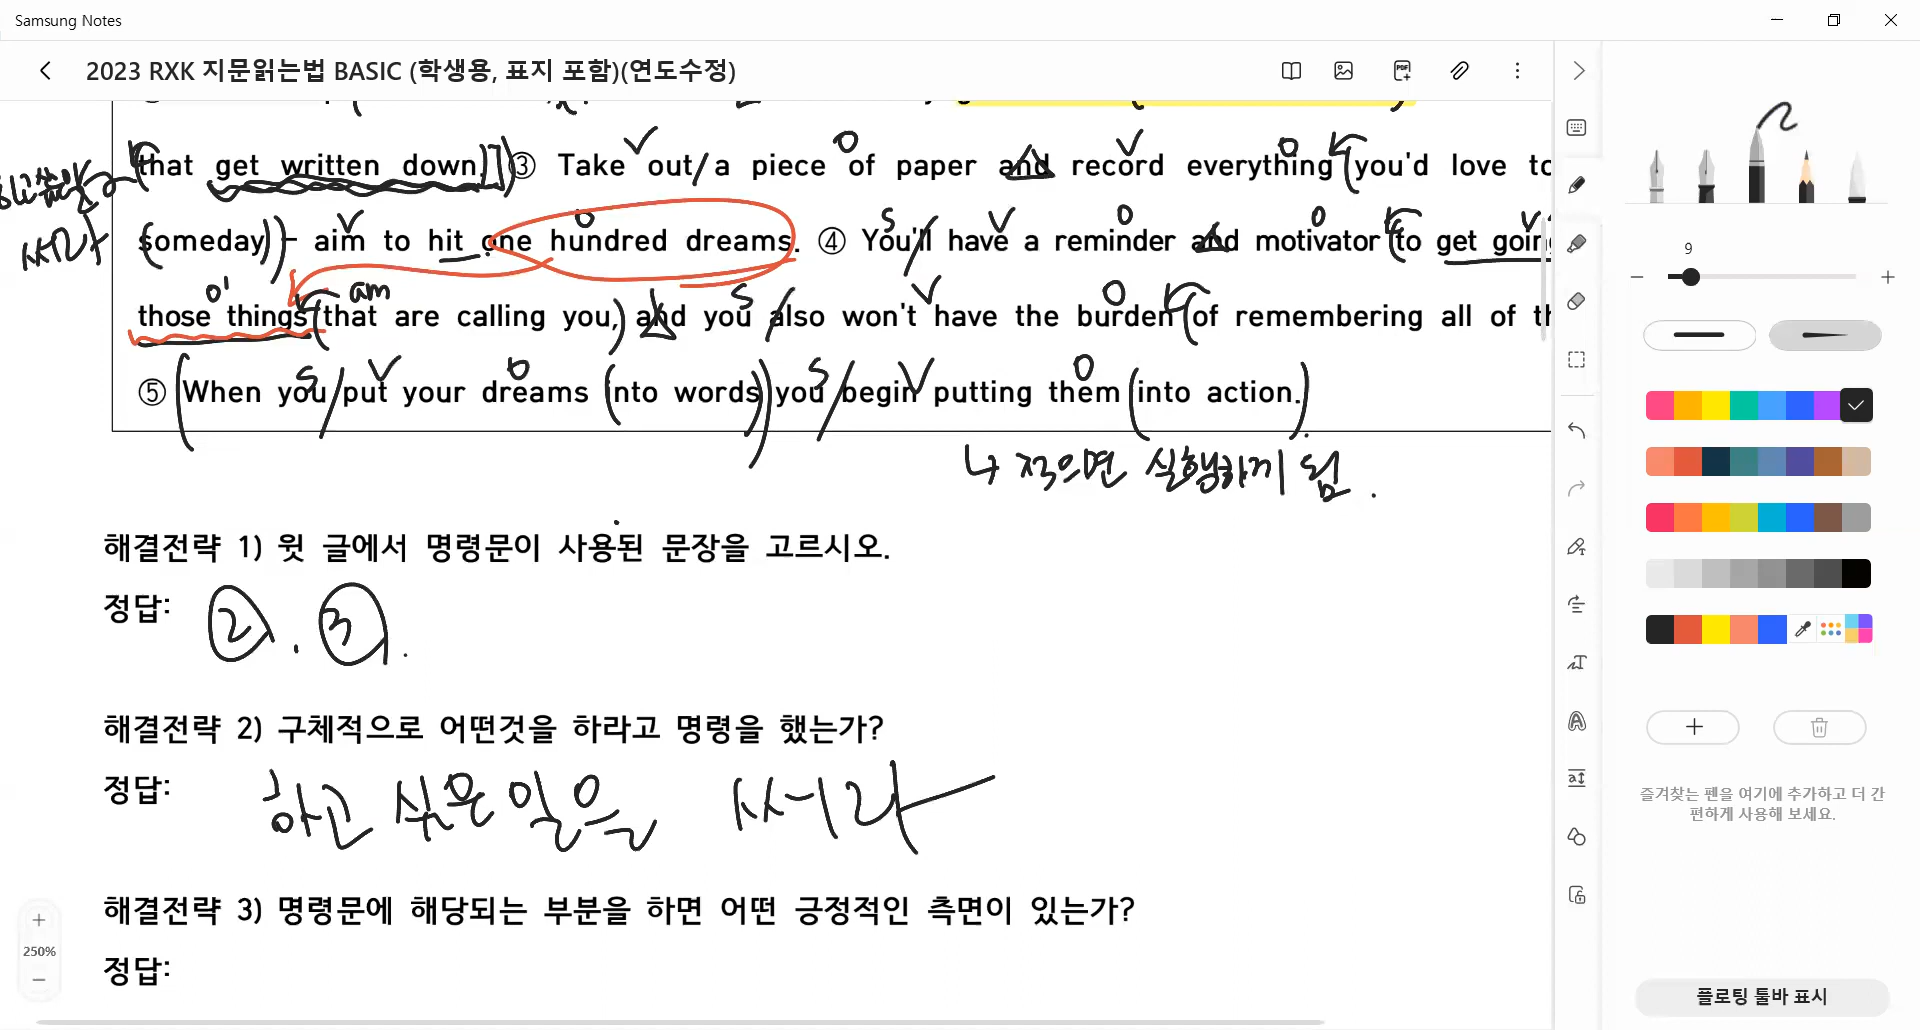 Samsung Notes
2023 RXK 지문읽는법 BASIC (학생용, 표지 포함)(연도수정)
that get written down.]]) ③ Take out/a piece of paper and record everything (you'd love to
써라
(someday)) - aim to hit one hundred dreams. ④ You'll have a reminder and motivator (to get going
those things (that are calling you,) and you also won't have the burden (of remembering all of th
⑤ (When you/put your dreams (into words)) you/begin putting them (into action.)
↳ 적으면 실행하게 됨.
해결전략 1) 윗 글에서 명령문이 사용된 문장을 고르시오.
정답: ②. ③.
해결전략 2) 구체적으로 어떤것을 하라고 명령을 했는가?
정답: 하고 싶은 일을 써라
해결전략 3) 명령문에 해당되는 부분을 하면 어떤 긍정적인 측면이 있는가?
정답:
250%
PDF
9
즐겨찾는 펜을 여기에 추가하고 더 간
편하게 사용해 보세요.
플로팅 툴바 표시